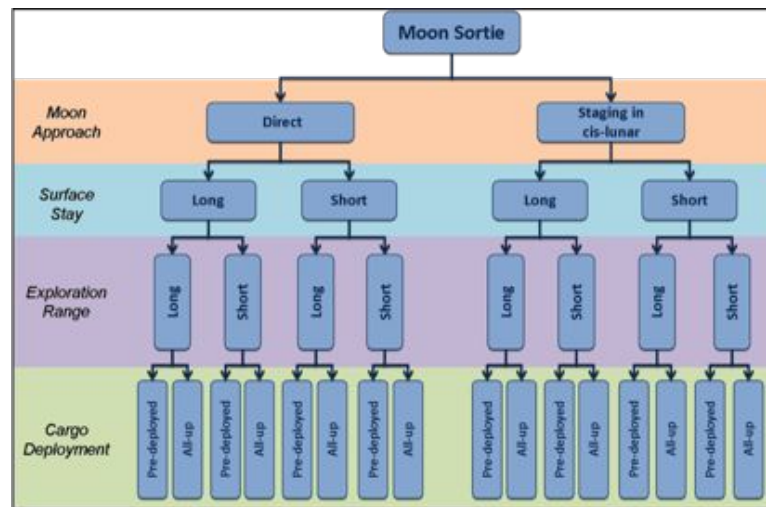 Moon Sortie
Moon
Approach
Direct
Staging in
cis-lunar
Surface
Stay
Long
Short
Long
Short
Exploration
Range
Long
Short
Long
Short
Long
Short
Long
Short
Cargo
Deployment
Pre-deployed
All-up
Pre-deployed
All-up
Pre-deployed
All-up
Pre-deployed
All-up
Pre-deployed
All-up
Pre-deployed
All-up
Pre-deployed
All-up
Pre-deployed
All-up